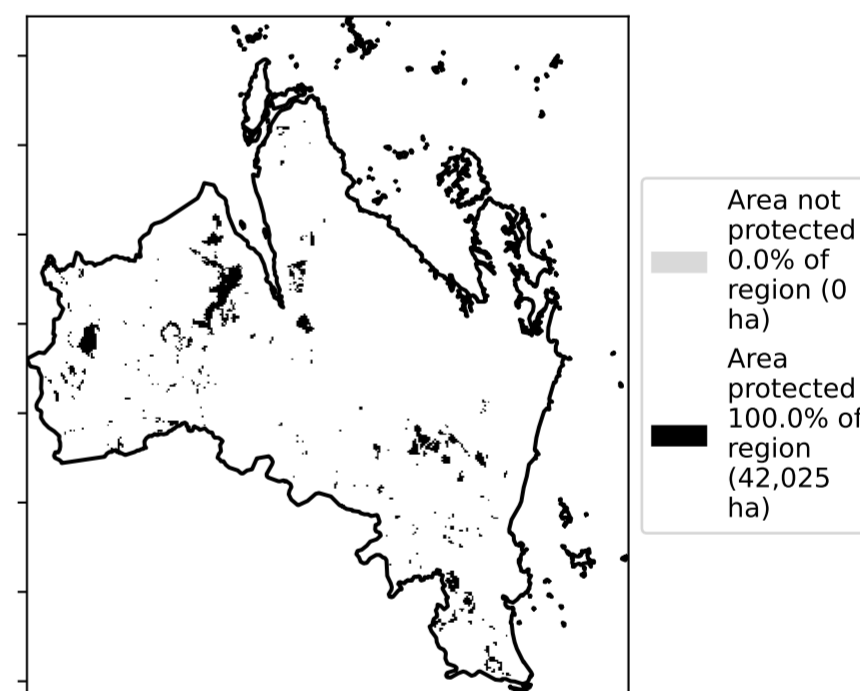 Area not
protected
0.0% of
region (0
ha)
Area
protected
100.0% of
region
(42,025
ha)